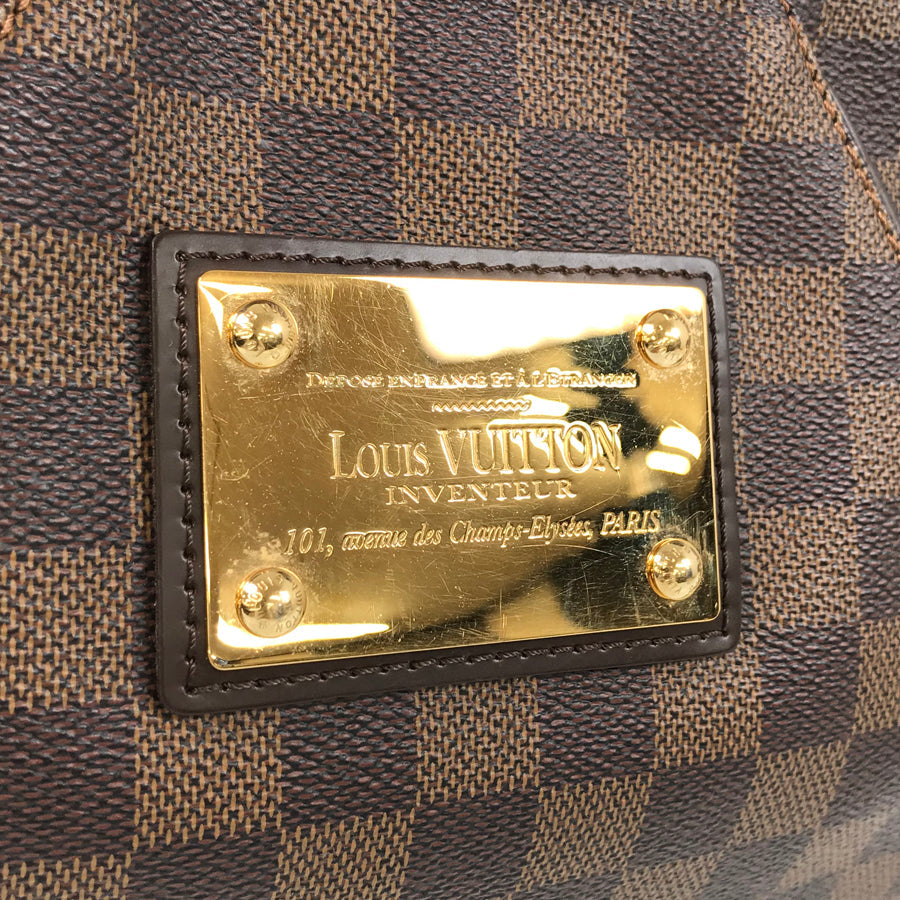 DÉPOSÉ EN FRANCE ET À L'ÉTRANGER
LOUIS VUITTON
INVENTEUR
101, avenue des Champs-Elysées, PARIS